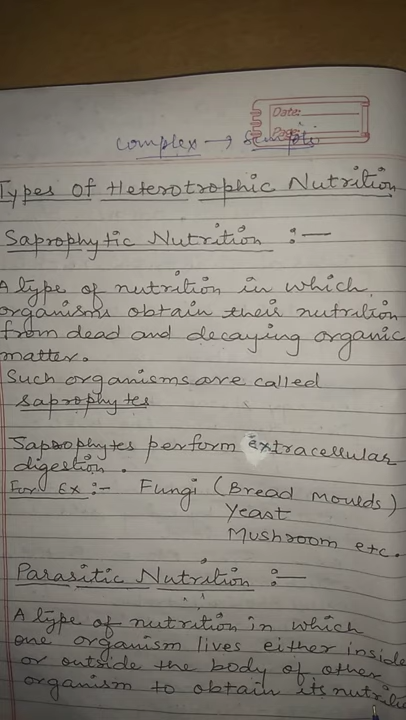 Date:
Page:
complex →
Types of Heterotrophic Nutrition
Saprophytic Nutrition :—
A type of nutrition in which
organisms obtain their nutrition
from dead and decaying organic
matter.
Such organisms are called
saprophytes
Saprophytes perform extracellular
digestion.
For Ex :- Fungi (Bread Moulds)
Yeast
Mushroom etc.
Parasitic Nutrition :—
A type of nutrition in which
one organism lives either inside
or outside the body of other
organism to obtain its